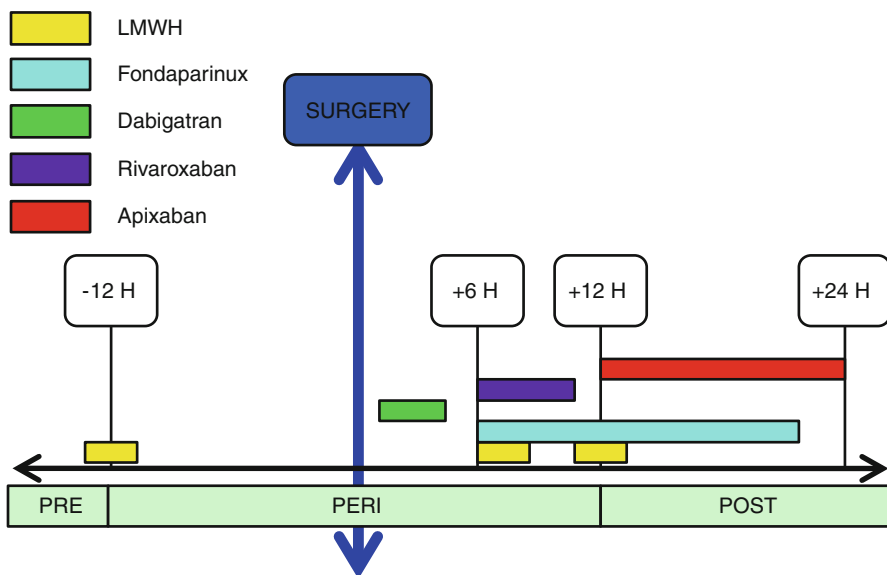 LMWH
Fondaparinux
Dabigatran
Rivaroxaban
Apixaban
SURGERY
-12 H
+6 H
+12 H
+24 H
PRE
PERI
POST